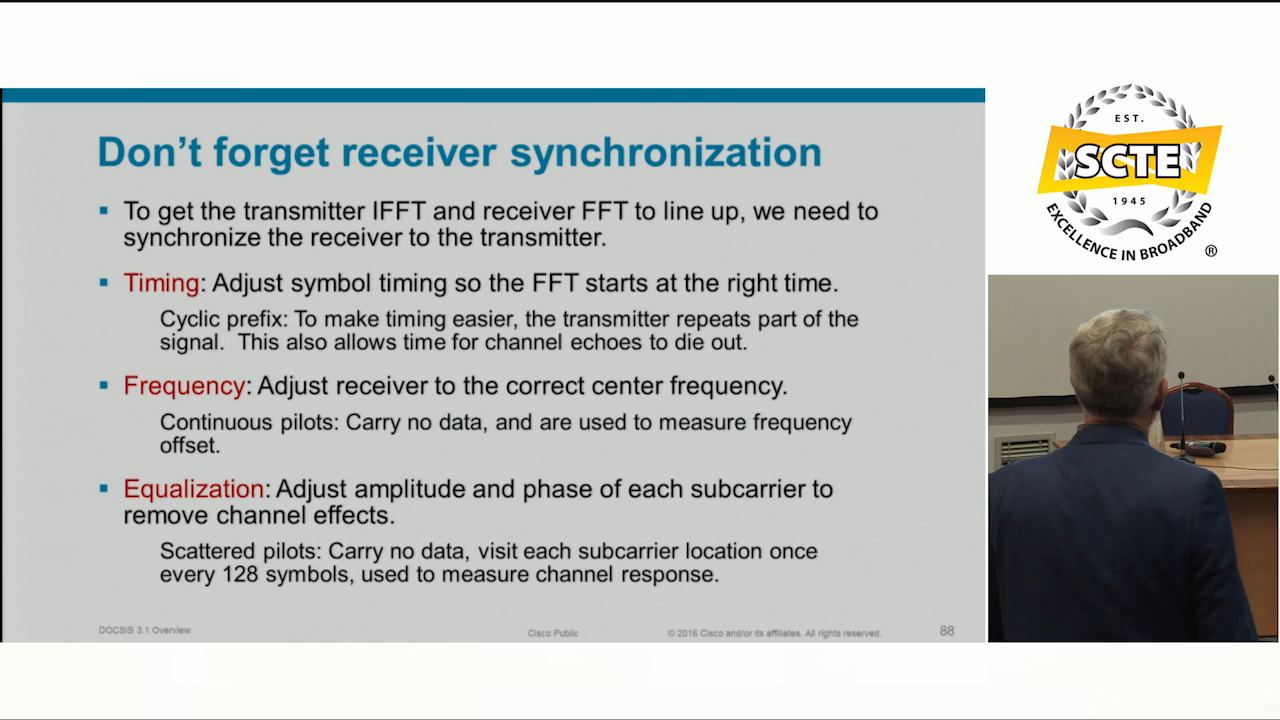 Don't forget receiver synchronization
▪ To get the transmitter IFFT and receiver FFT to line up, we need to
synchronize the receiver to the transmitter.
▪ Timing: Adjust symbol timing so the FFT starts at the right time.
Cyclic prefix: To make timing easier, the transmitter repeats part of the
signal.  This also allows time for channel echoes to die out.
▪ Frequency: Adjust receiver to the correct center frequency.
Continuous pilots: Carry no data, and are used to measure frequency
offset.
▪ Equalization: Adjust amplitude and phase of each subcarrier to
remove channel effects.
Scattered pilots: Carry no data, visit each subcarrier location once
every 128 symbols, used to measure channel response.
DOCSIS 3.1 Overview
Cisco Public
© 2016 Cisco and/or its affiliates. All rights reserved.
88
EST.
SCTE
1945
EXCELLENCE IN BROADBAND
®